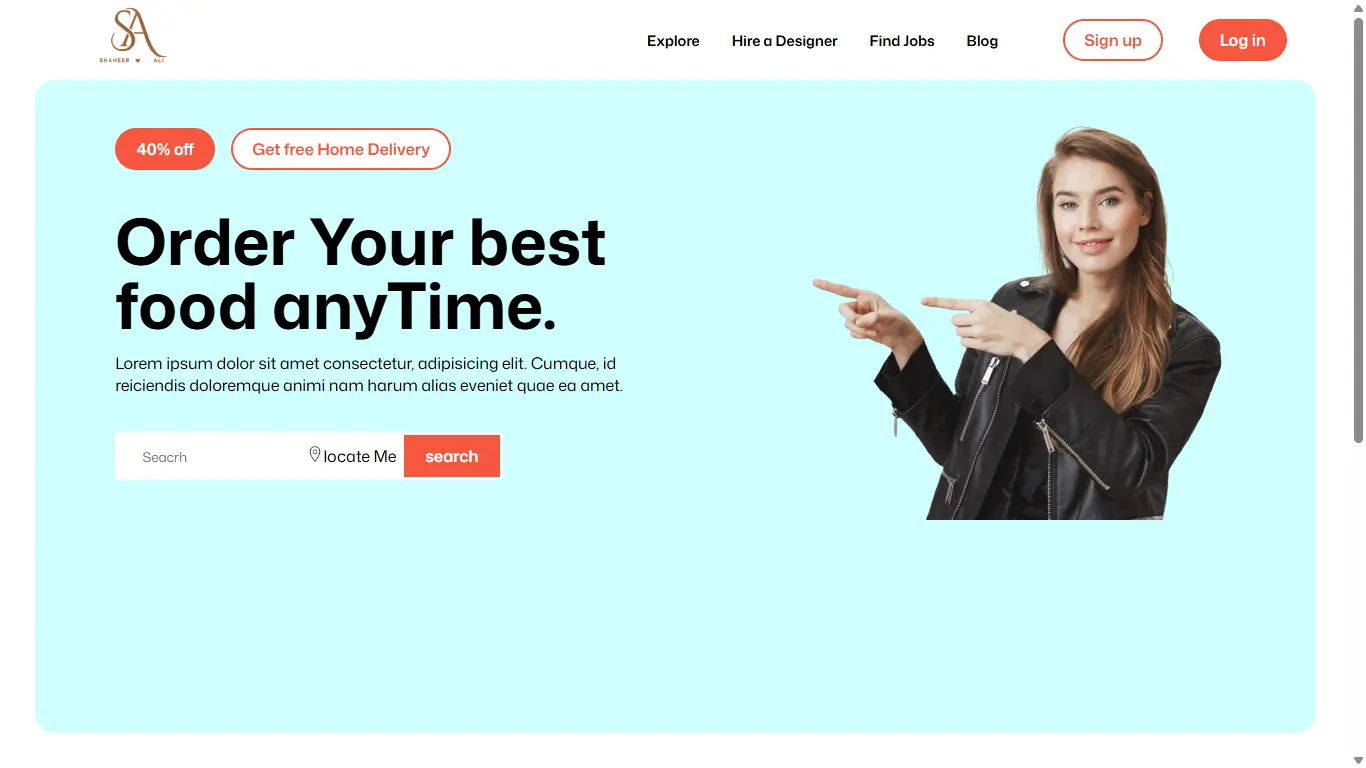 SA
SHAHEER ALI
Explore Hire a Designer Find Jobs Blog Sign up Log in
40% off Get free Home Delivery
Order Your best
food anyTime.
Lorem ipsum dolor sit amet consectetur, adipisicing elit. Cumque, id
reiciendis doloremque animi nam harum alias eveniet quae ea amet.
Seacrh locate Me search